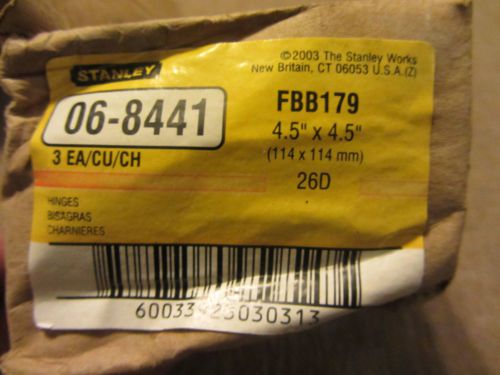 STANLEY
©2003 The Stanley Works
New Britain, CT 06053 U.S.A.(Z)
06-8441
3 EA/CU/CH
FBB179
4.5" x 4.5"
(114 x 114 mm)
26D
HINGES
BISAGRAS
CHARNIERES